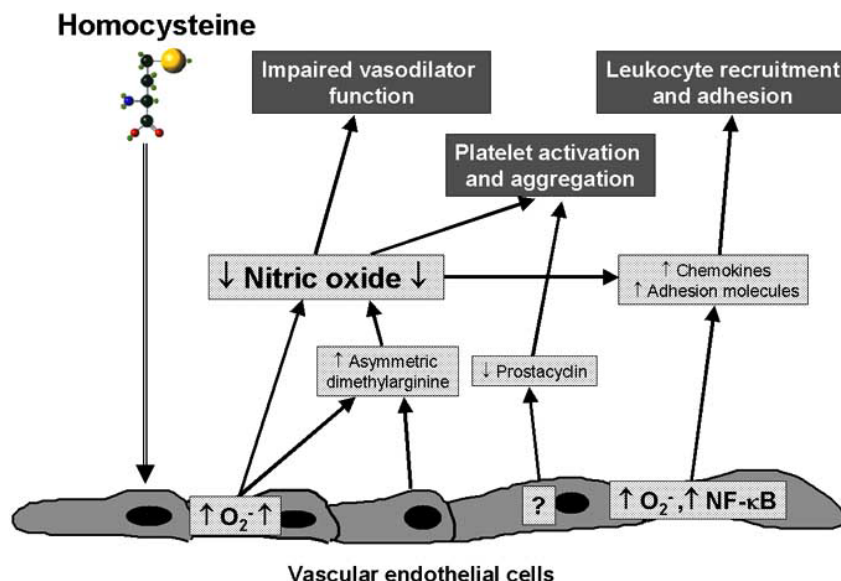 Homocysteine
Impaired vasodilator
function
Leukocyte recruitment
and adhesion
Platelet activation
and aggregation
↓ Nitric oxide ↓
↑ Chemokines
↑ Adhesion molecules
↑ Asymmetric
dimethylarginine
↓ Prostacyclin
↑ O₂⁻ ↑
?
↑ O₂⁻, ↑ NF-κB
Vascular endothelial cells